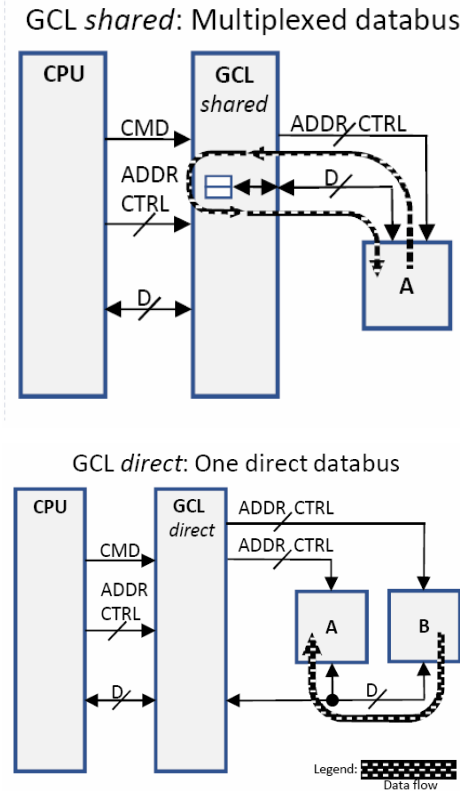 GCL shared: Multiplexed databus
CPU
GCL
shared
CMD
ADDR CTRL
ADDR
CTRL
D
D
A
GCL direct: One direct databus
CPU
GCL
direct
ADDR CTRL
CMD
ADDR CTRL
ADDR
CTRL
A
B
D
D
Legend:
Data flow